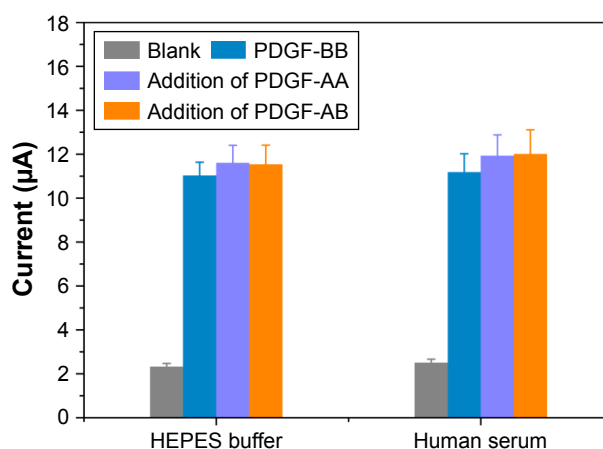 18
16
14
12
10
8
6
4
2
0
Current (µA)
Blank PDGF-BB
Addition of PDGF-AA
Addition of PDGF-AB
HEPES buffer Human serum